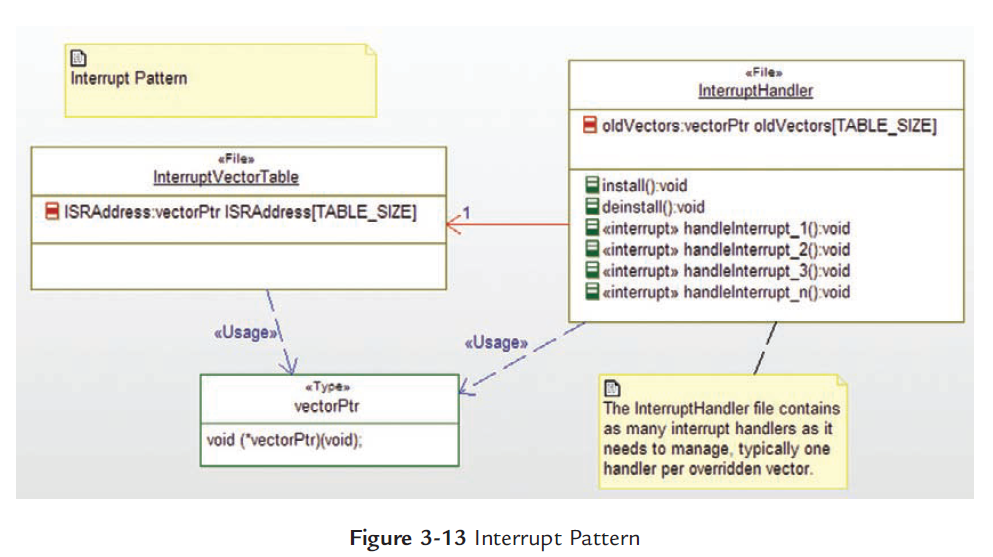 Interrupt Pattern
«File»
InterruptHandler
oldVectors:vectorPtr oldVectors[TABLE_SIZE]
install():void
deinstall():void
«interrupt» handleInterrupt_1():void
«interrupt» handleInterrupt_2():void
«interrupt» handleInterrupt_3():void
«interrupt» handleInterrupt_n():void
«File»
InterruptVectorTable
ISRAddress:vectorPtr ISRAddress[TABLE_SIZE]
1
«Usage»
«Usage»
«Type»
vectorPtr
void (*vectorPtr)(void);
The InterruptHandler file contains
as many interrupt handlers as it
needs to manage, typically one
handler per overridden vector.
Figure 3-13 Interrupt Pattern